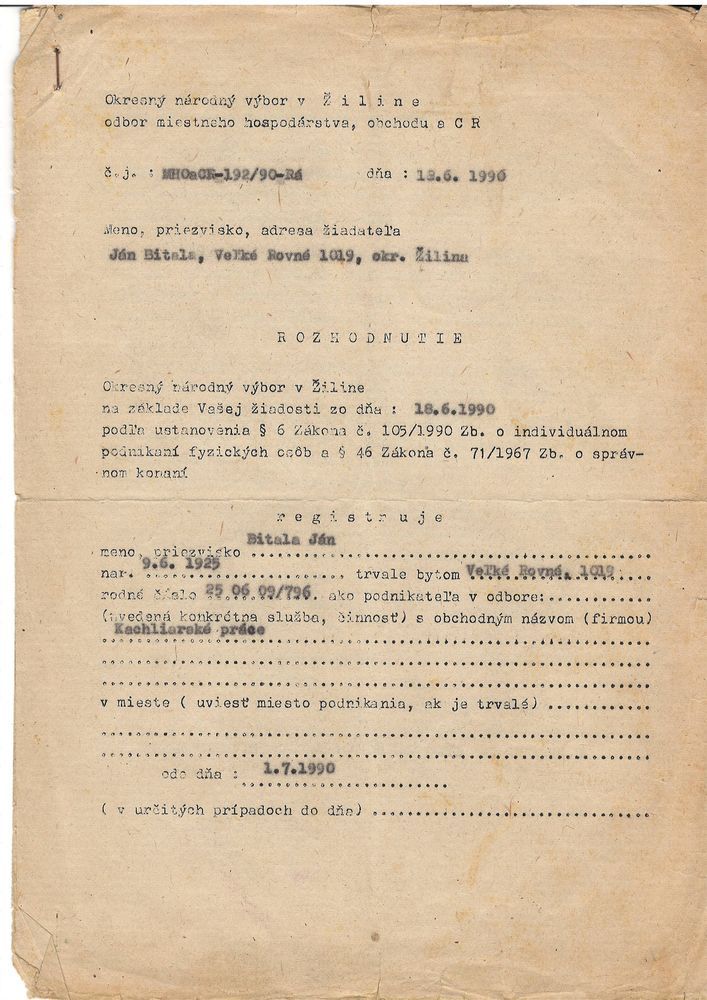 Okresný národný výbor v Ž i l i n e
odbor miestneho hospodárstva, obchodu a C R
č.j. : MHOaCR-192/90-Rá dňa : 18.6. 1990
Meno, priezvisko, adresa žiadateľa
Ján Bitala, Veľké Rovné 1019, okr. Žilina
R O Z H O D N U T I E
Okresný národný výbor v Žiline
na základe Vašej žiadosti zo dňa : 18.6.1990
podľa ustanovenia § 6 Zákona č. 105/1990 Zb. o individuálnom
podnikaní fyzických osôb a § 46 Zákona č. 71/1967 Zb. o správ-
nom konaní
r e g i s t r u j e
meno, priezvisko Bitala Ján
nar. 9.6. 1925 trvale bytom Veľké Rovné, 1019
rodné číslo 25 06 09/796. ako podnikateľa v odbore:
(uvedená konkrétna služba, činnosť) s obchodným názvom (firmou)
Kachliarské práce
v mieste ( uviesť miesto podnikania, ak je trvalé)
odo dňa : 1.7.1990
( v určitých prípadoch do dňa)